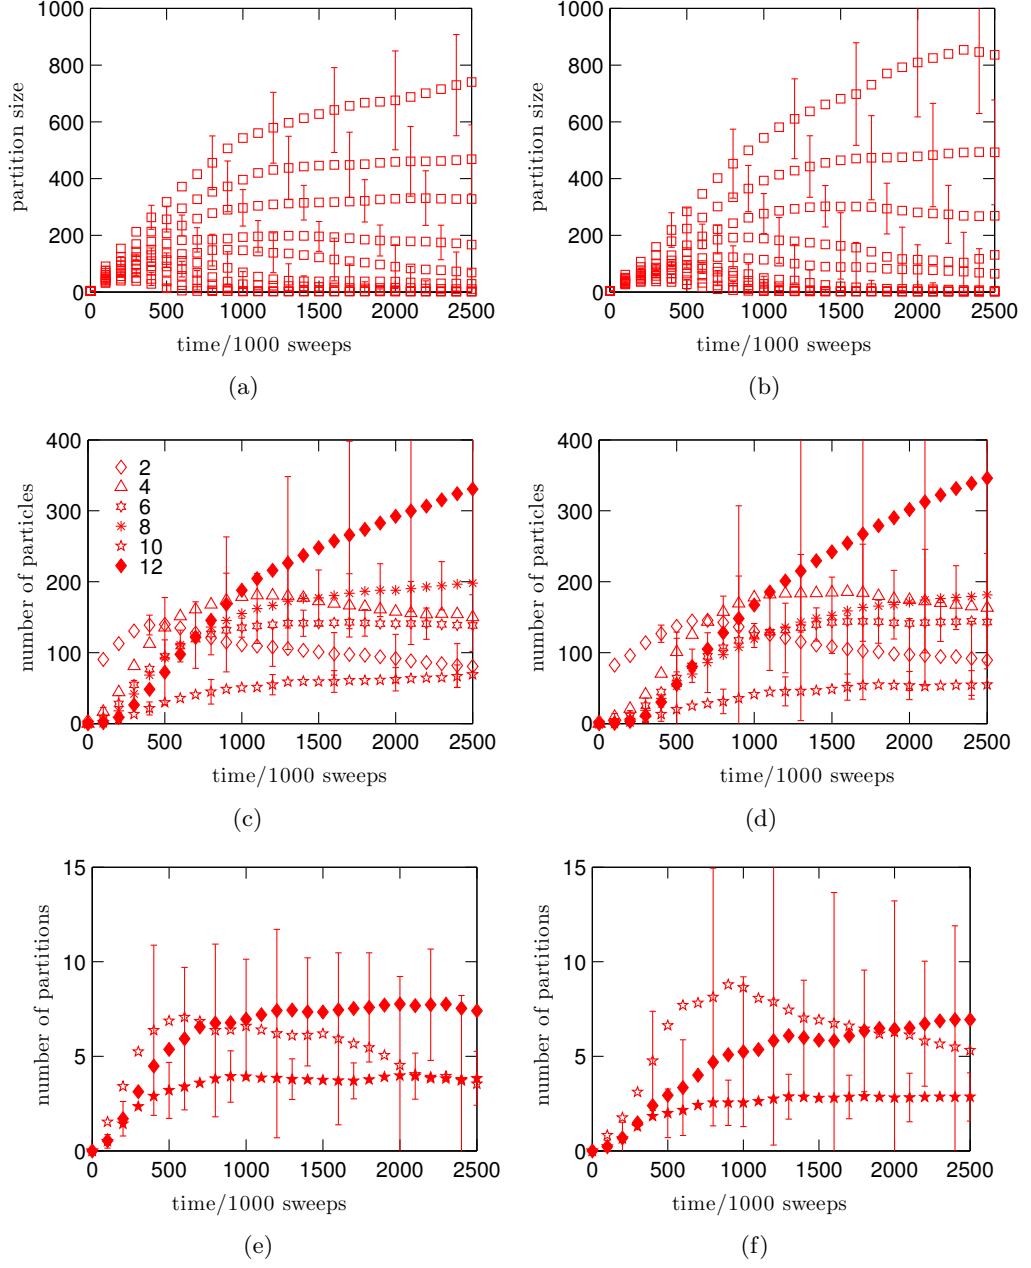 1000
800
600
400
200
0
partition size
0 500 1000 1500 2000 2500
time/1000 sweeps
(a)
1000
800
600
400
200
0
partition size
0 500 1000 1500 2000 2500
time/1000 sweeps
(b)
400
300
200
100
0
number of particles
2
4
6
8
10
12
0 500 1000 1500 2000 2500
time/1000 sweeps
(c)
400
300
200
100
0
number of particles
0 500 1000 1500 2000 2500
time/1000 sweeps
(d)
15
10
5
0
number of partitions
0 500 1000 1500 2000 2500
time/1000 sweeps
(e)
15
10
5
0
number of partitions
0 500 1000 1500 2000 2500
time/1000 sweeps
(f)